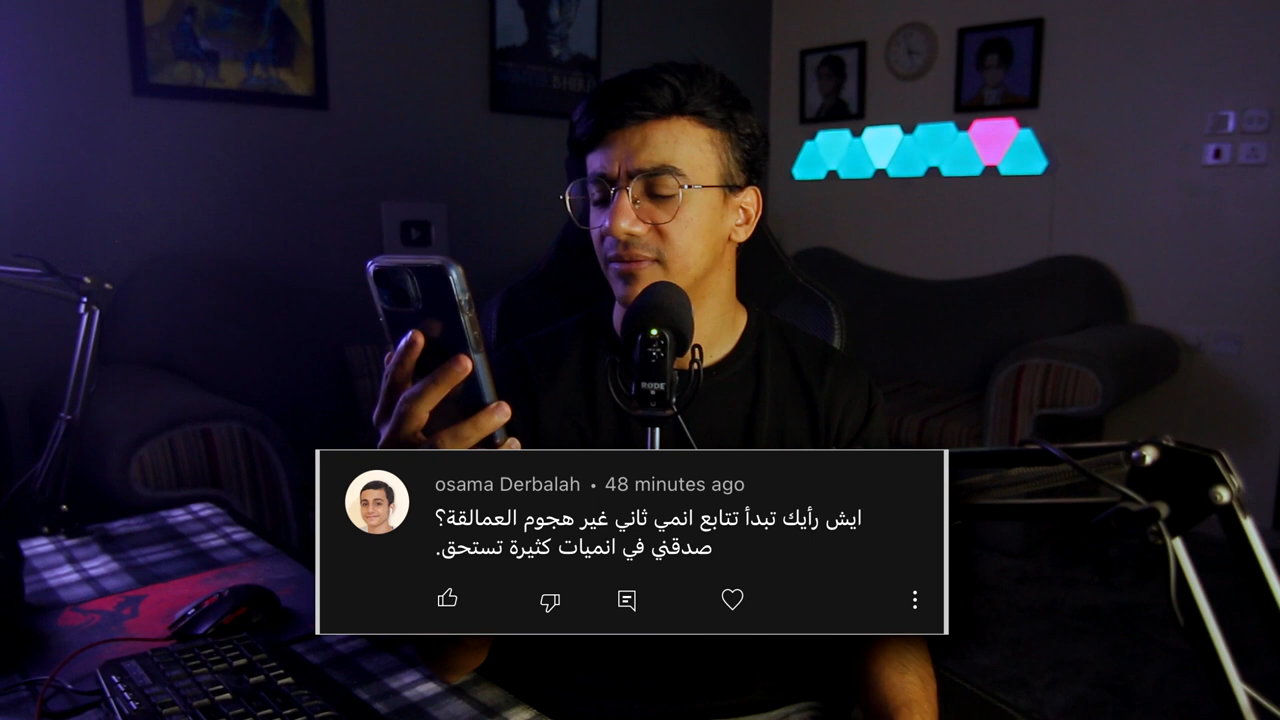 RODE
osama Derbalah • 48 minutes ago
ايش رأيك تبدأ تتابع انمي ثاني غير هجوم العمالقة؟
صدقني في انميات كثيرة تستحق.